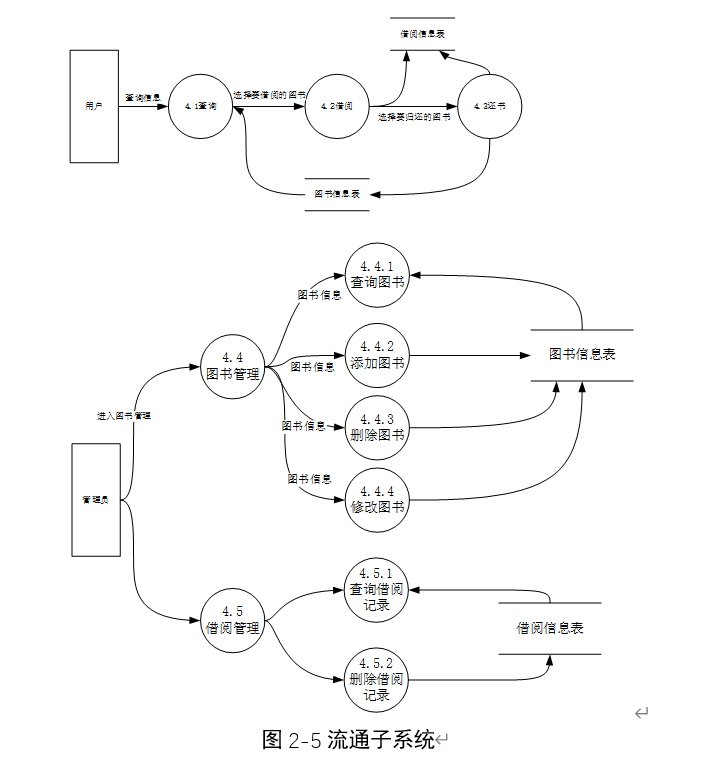 借阅信息表
用户
查询信息
4.1查询
选择要借阅的图书
4.2借阅
选择要归还的图书
4.3还书
图书信息表
4.4.1
查询图书
图书信息
4.4
图书管理
图书信息
4.4.2
添加图书
图书信息表
进入图书管理
图书信息
4.4.3
删除图书
图书信息
4.4.4
修改图书
管理员
4.5.1
查询借阅
记录
4.5
借阅管理
借阅信息表
4.5.2
删除借阅
记录
图 2-5 流通子系统